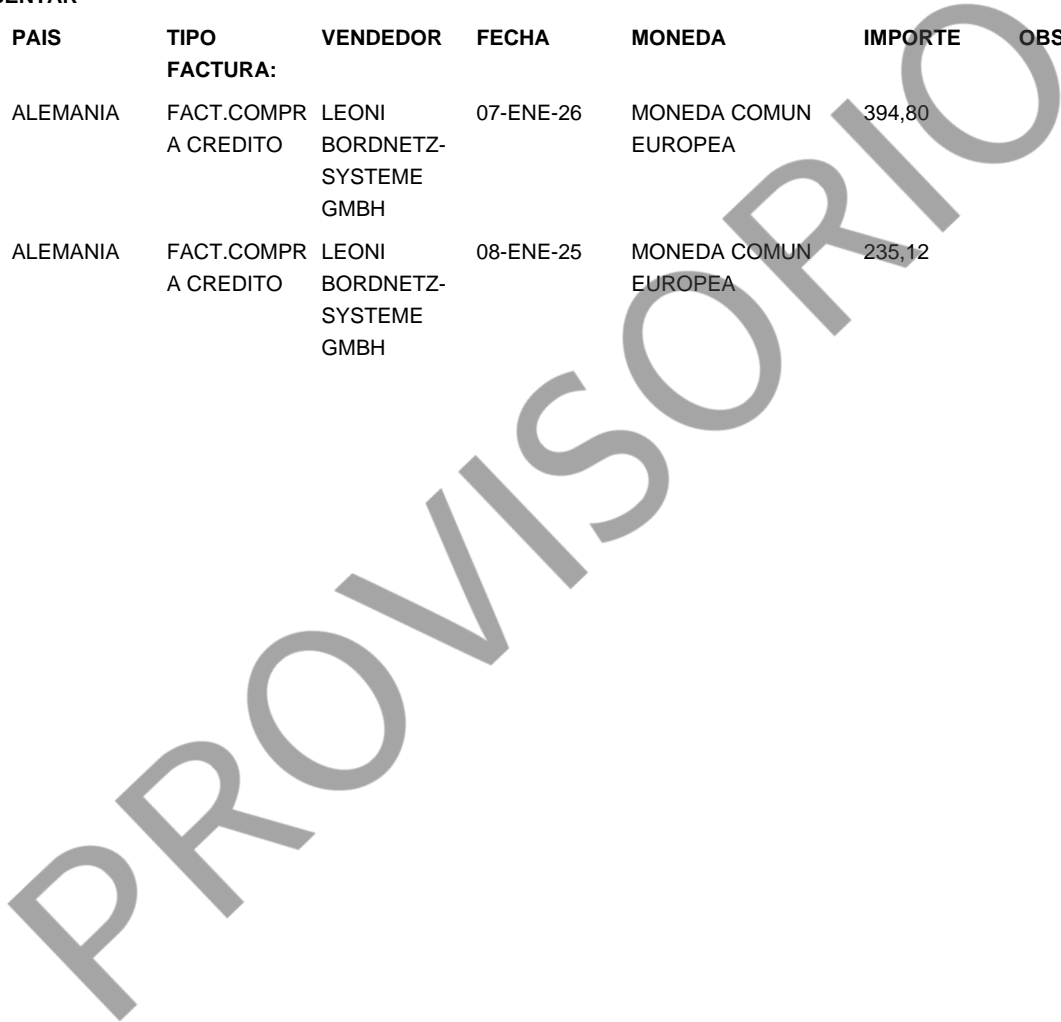 PAIS TIPO VENDEDOR FECHA MONEDA IMPORTE OBS
FACTURA:
ALEMANIA FACT.COMPR LEONI 07-ENE-26 MONEDA COMUN 394,80
A CREDITO BORDNETZ- EUROPEA
SYSTEME
GMBH
ALEMANIA FACT.COMPR LEONI 08-ENE-25 MONEDA COMUN 235,12
A CREDITO BORDNETZ- EUROPEA
SYSTEME
GMBH
PROVISORIO